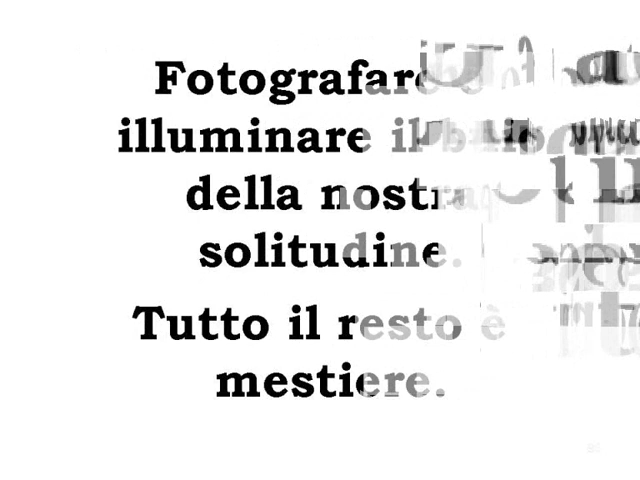 Fotografare è
illuminare il buio
della nostra
solitudine.
Tutto il resto è
mestiere.